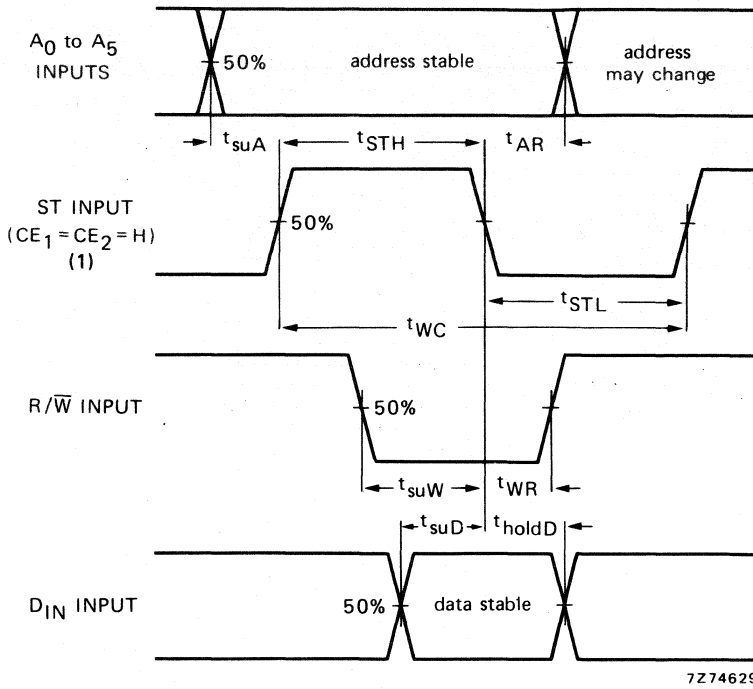 A0 to A5
INPUTS
50%
address stable
address
may change
tsuA
tSTH
tAR
ST INPUT
(CE1 = CE2 = H)
(1)
50%
tSTL
tWC
R/W̅ INPUT
50%
tsuW
tWR
tsuD
tholdD
DIN INPUT
50%
data stable
7Z74629